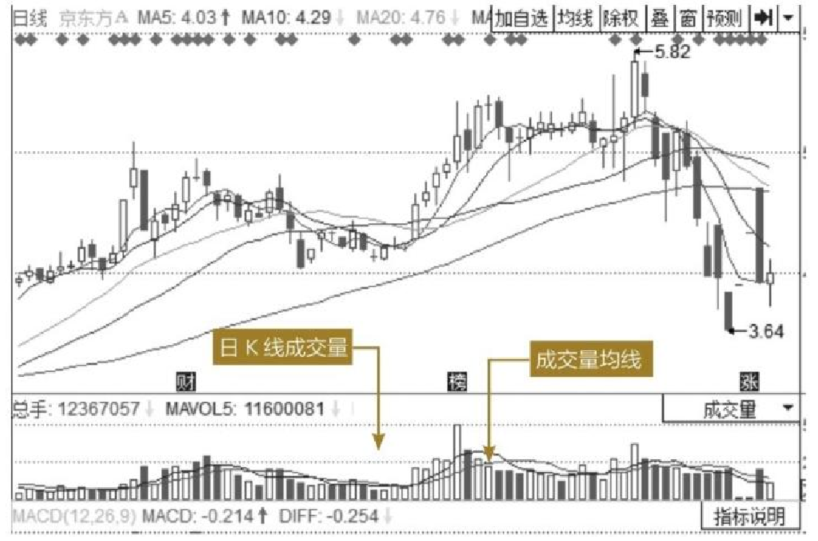 日线 京东方A MA5: 4.03↑ MA10: 4.29↓ MA20: 4.76↓ MA 加自选 均线 除权 叠 窗 预测
5.82
日K线成交量
成交量均线
3.64
财 榜 涨
总手: 12367057↓ MAVOL5: 11600081↓ 成交量
MACD(12,26,9) MACD: -0.214↑ DIFF: -0.254↓ 指标说明